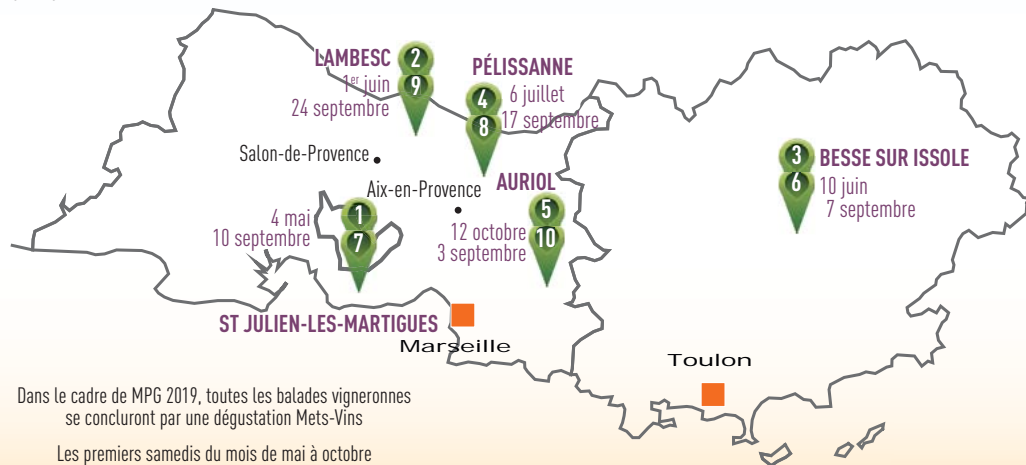 LAMBESC
1er juin
24 septembre
2
9
PÉLISSANNE
6 juillet
17 septembre
4
8
Salon-de-Provence
Aix-en-Provence
AURIOL
12 octobre
3 septembre
5
10
3
6
BESSE SUR ISSOLE
10 juin
7 septembre
4 mai
10 septembre
1
7
ST JULIEN-LES-MARTIGUES
Marseille
Toulon
Dans le cadre de MPG 2019, toutes les balades vigneronnes
se concluront par une dégustation Mets-Vins
Les premiers samedis du mois de mai à octobre